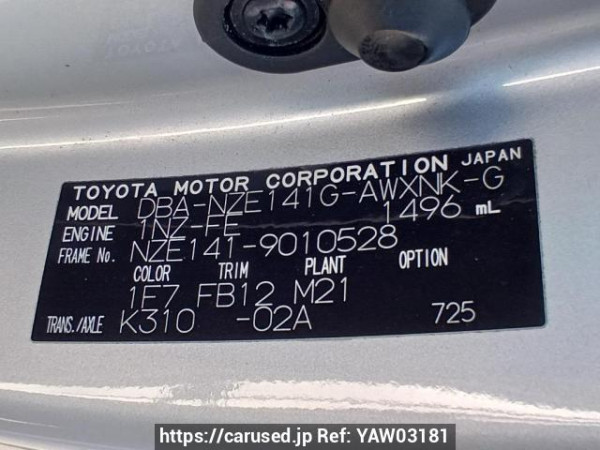 TOYOTA MOTOR CORPORATION JAPAN
MODEL DBA-NZE141G-AWXNK-G
ENGINE 1NZ-FE 1496 mL
FRAME No. NZE141-9010528
COLOR TRIM PLANT OPTION
1F7 FB12 M21
TRANS./AXLE K310 -02A 725
https://carused.jp Ref: YAW03181